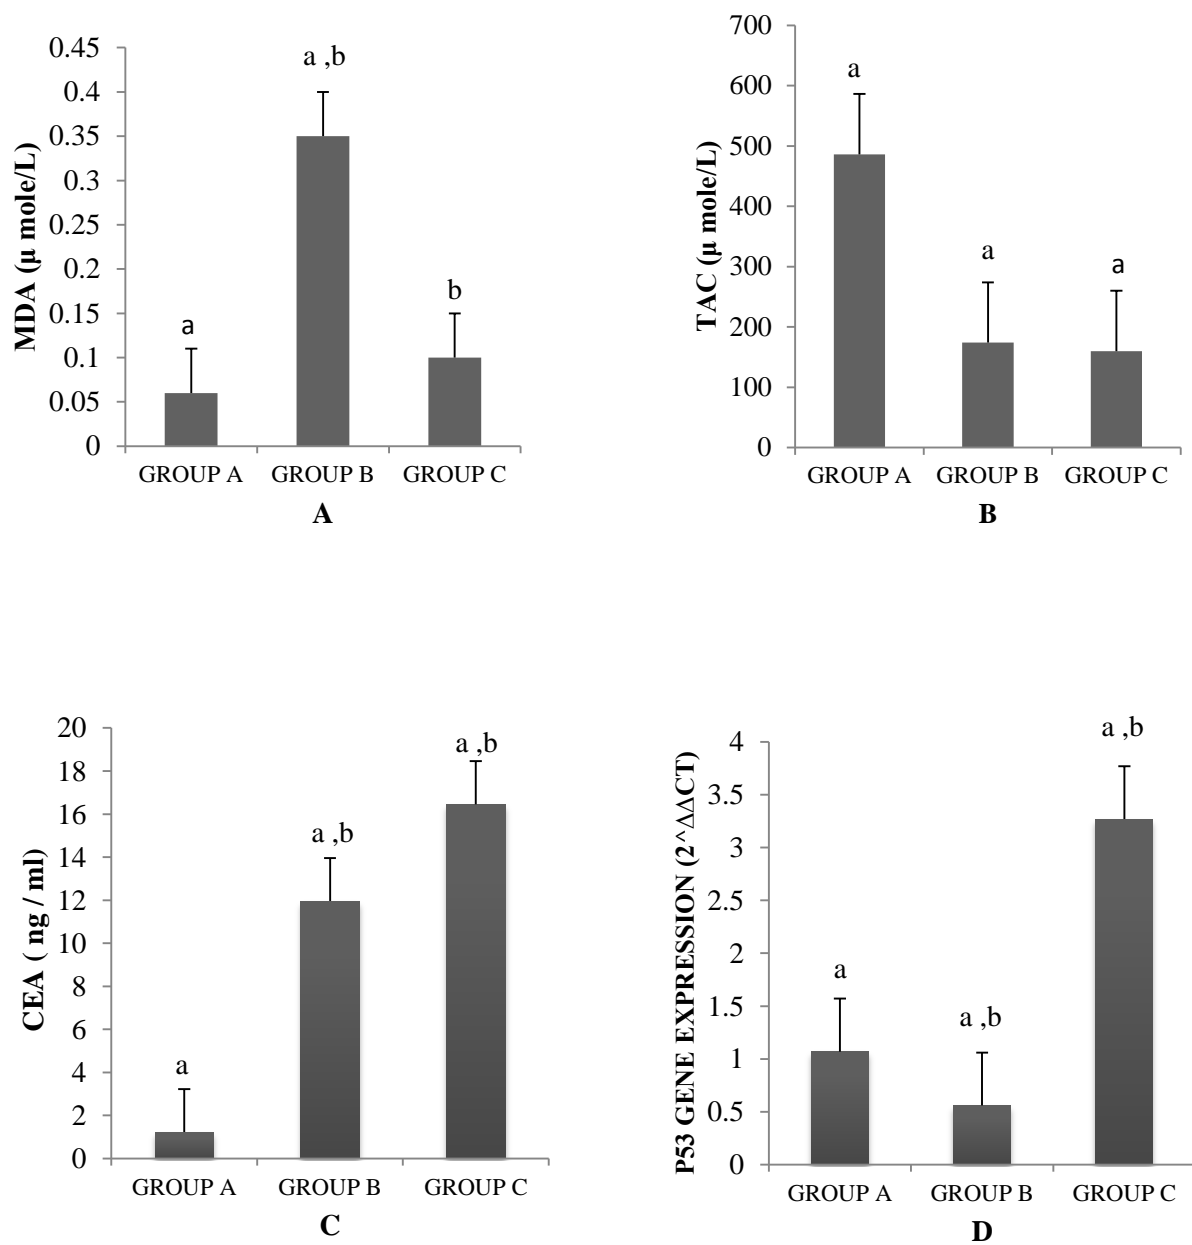 MDA (µ mole/L)
0.45
0.4
0.35
0.3
0.25
0.2
0.15
0.1
0.05
0
a
a ,b
b
GROUP A
GROUP B
GROUP C
A
TAC (µ mole/L)
700
600
500
400
300
200
100
0
a
a
a
GROUP A
GROUP B
GROUP C
B
CEA ( ng / ml)
20
18
16
14
12
10
8
6
4
2
0
a
a ,b
a ,b
GROUP A
GROUP B
GROUP C
C
P53 GENE EXPRESSION (2^ΔΔCT)
4
3.5
3
2.5
2
1.5
1
0.5
0
a
a ,b
a ,b
GROUP A
GROUP B
GROUP C
D